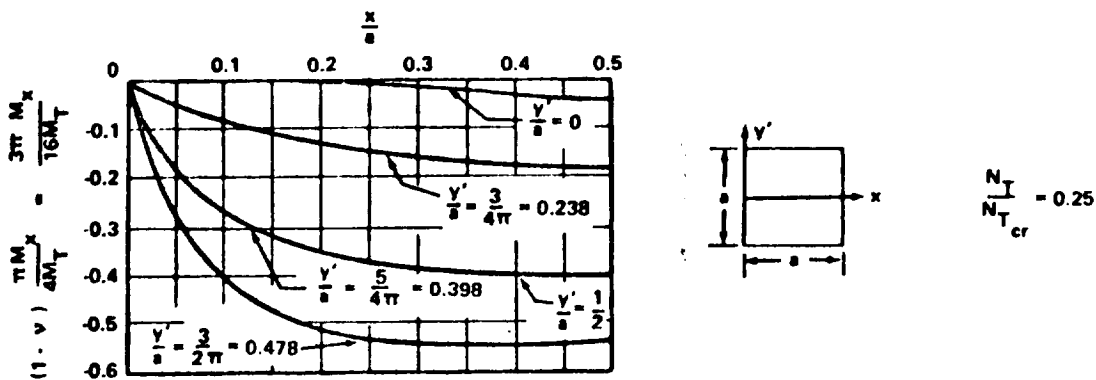 x/a
0 0.1 0.2 0.3 0.4 0.5
-0.1
-0.2
-0.3
-0.4
-0.5
-0.6
(1 - ν) πM_x/4M_T = 3π M_x/16M_T
y'/a = 0
y'/a = 3/4π = 0.238
y'/a = 5/4π = 0.398
y'/a = 1/2
y'/a = 3/2π = 0.478
y'
x
a
a
N_T/N_T_cr = 0.25